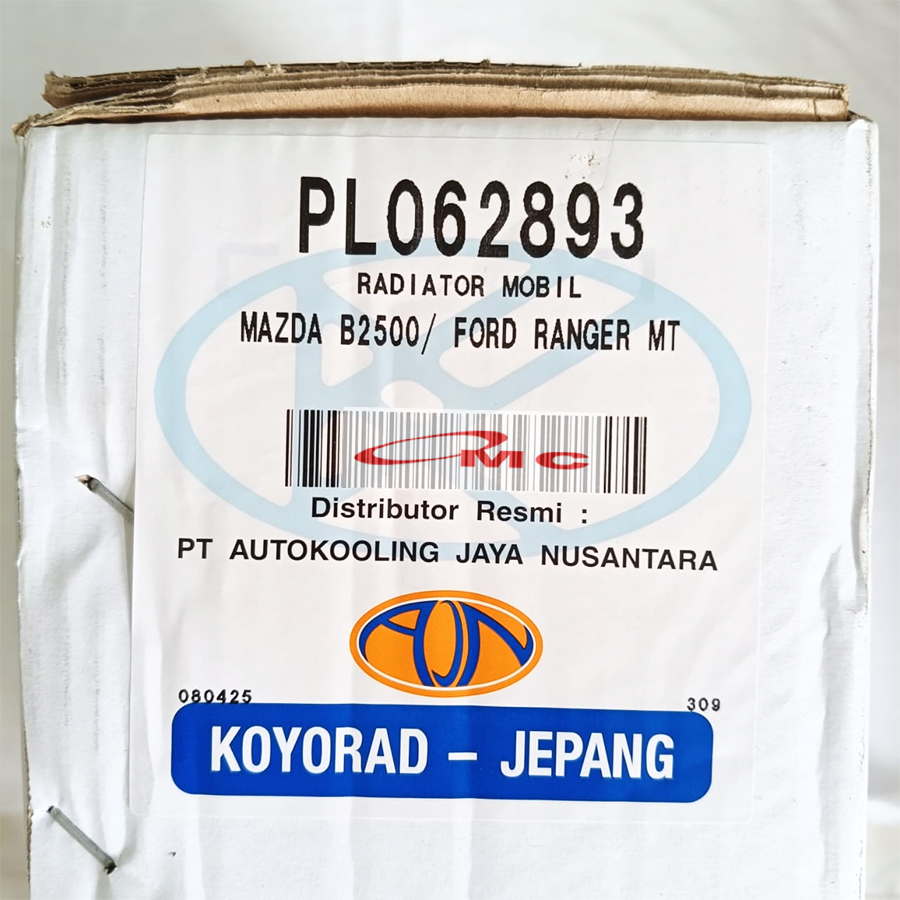 PL062893
RADIATOR MOBIL
MAZDA B2500/ FORD RANGER MT
MC
Distributor Resmi :
PT AUTOKOOLING JAYA NUSANTARA
AJN
080425
309
KOYORAD – JEPANG